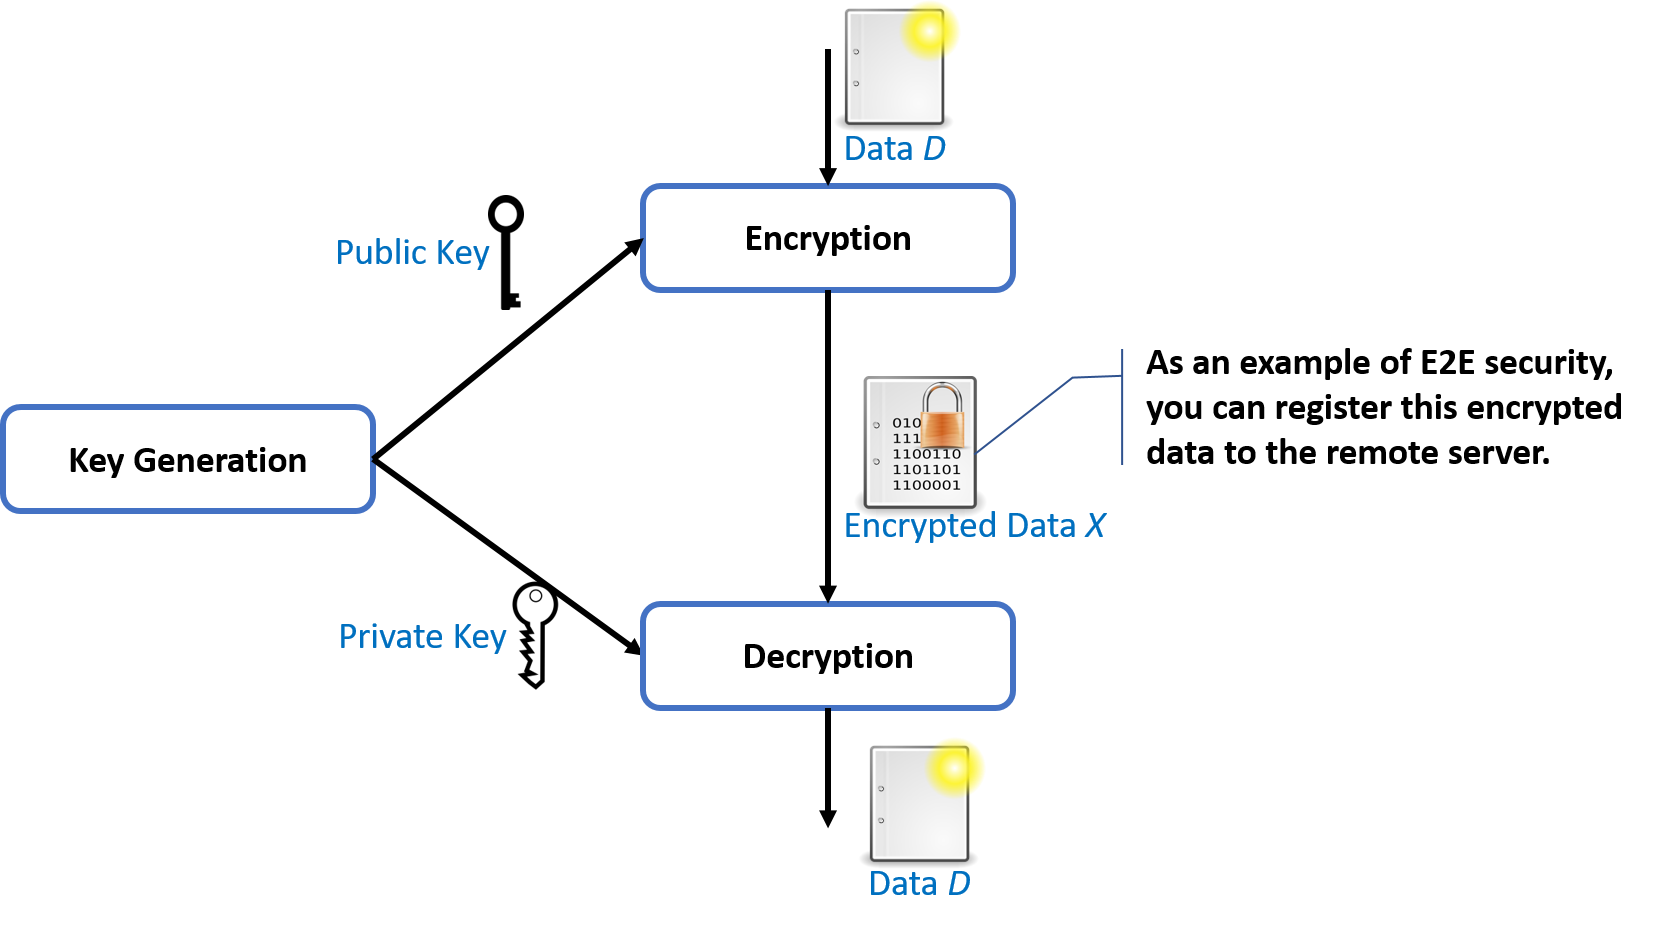 Data D
Public Key
Encryption
Key Generation
010
111
1100110
1101101
1100001
Encrypted Data X
As an example of E2E security,
you can register this encrypted
data to the remote server.
Private Key
Decryption
Data D